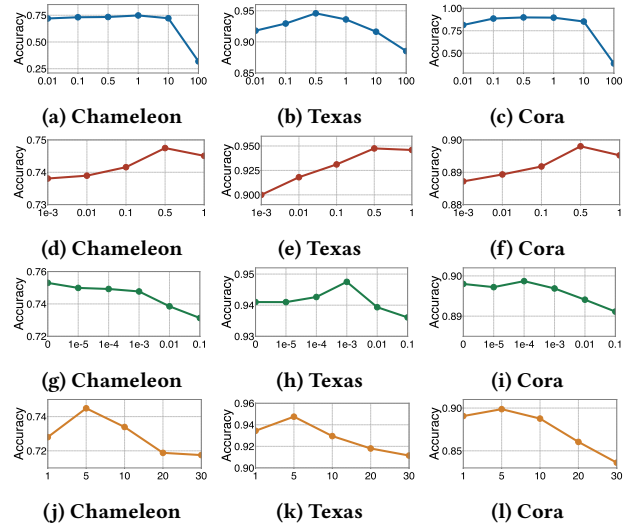 Accuracy 0.75 0.50 0.25 0.01 0.1 0.5 1 10 100
Accuracy 0.95 0.90 0.85 0.01 0.1 0.5 1 10 100
Accuracy 1.00 0.75 0.50 0.01 0.1 0.5 1 10 100
(a) Chameleon (b) Texas (c) Cora
Accuracy 0.75 0.74 0.73 1e-3 0.01 0.1 0.5 1
Accuracy 0.950 0.925 0.900 1e-3 0.01 0.1 0.5 1
Accuracy 0.90 0.89 0.88 1e-3 0.01 0.1 0.5 1
(d) Chameleon (e) Texas (f) Cora
Accuracy 0.76 0.74 0.72 0 1e-5 1e-4 1e-3 0.01 0.1
Accuracy 0.95 0.94 0.93 0 1e-5 1e-4 1e-3 0.01 0.1
Accuracy 0.90 0.89 0 1e-5 1e-4 1e-3 0.01 0.1
(g) Chameleon (h) Texas (i) Cora
Accuracy 0.74 0.72 1 5 10 20 30
Accuracy 0.96 0.94 0.92 0.90 1 5 10 20 30
Accuracy 0.90 0.85 1 5 10 20 30
(j) Chameleon (k) Texas (l) Cora